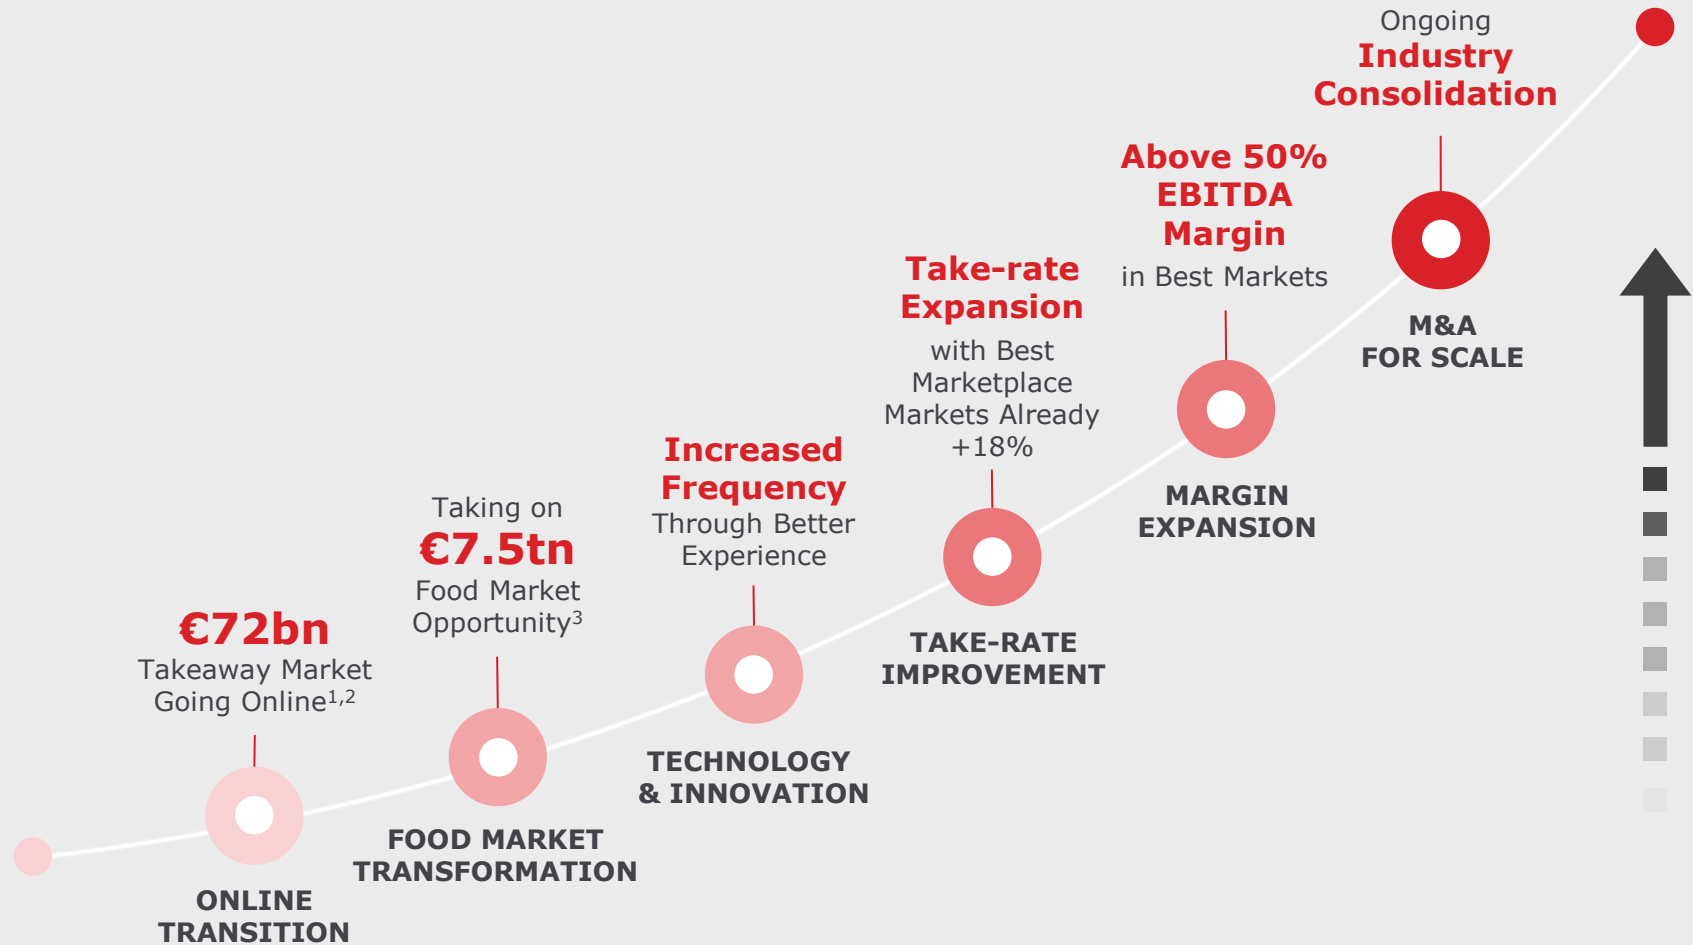 €72bn
Takeaway Market
Going Online1,2
ONLINE
TRANSITION
Taking on
€7.5tn
Food Market
Opportunity3
FOOD MARKET
TRANSFORMATION
Increased
Frequency
Through Better
Experience
TECHNOLOGY
& INNOVATION
Take-rate
Expansion
with Best
Marketplace
Markets Already
+18%
TAKE-RATE
IMPROVEMENT
Above 50%
EBITDA
Margin
in Best Markets
MARGIN
EXPANSION
Ongoing
Industry
Consolidation
M&A
FOR SCALE